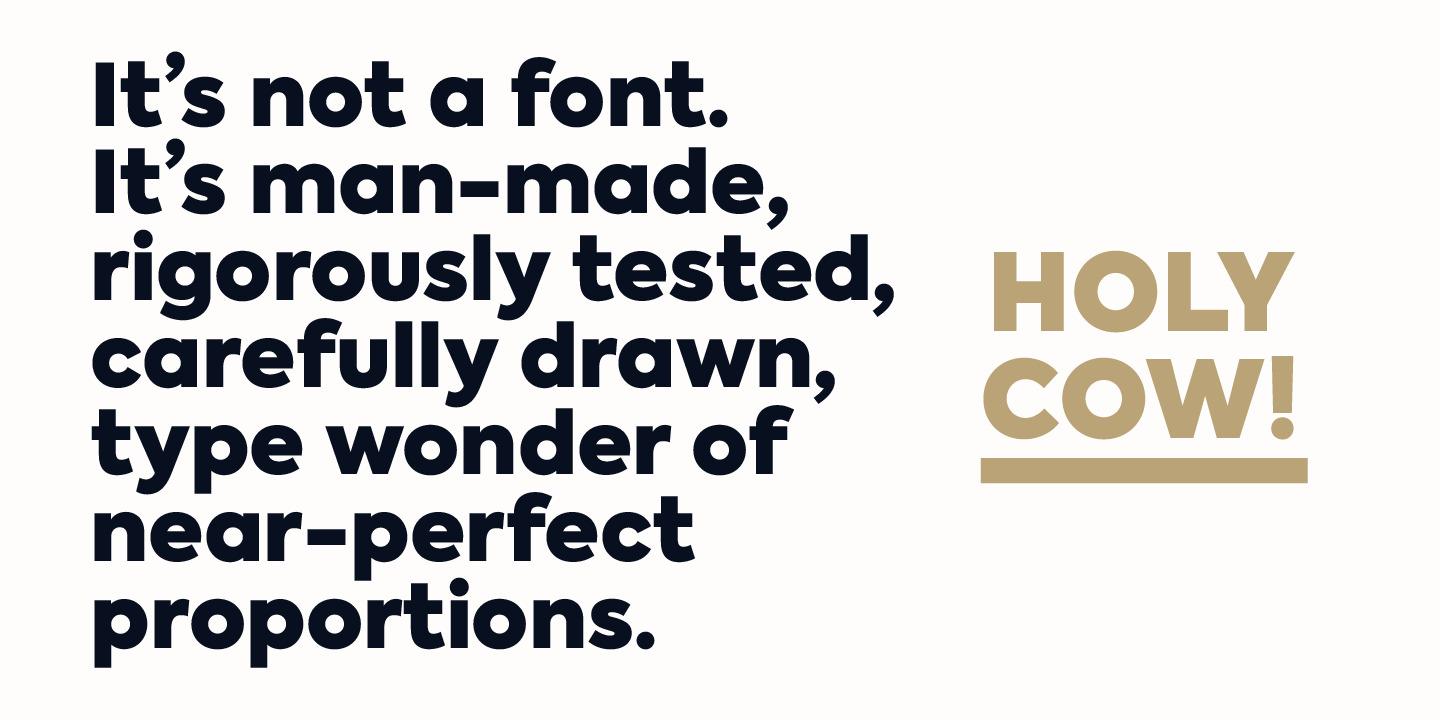 It’s not a font.
It’s man-made,
rigorously tested,
carefully drawn,
type wonder of
near-perfect
proportions.
HOLY
COW!